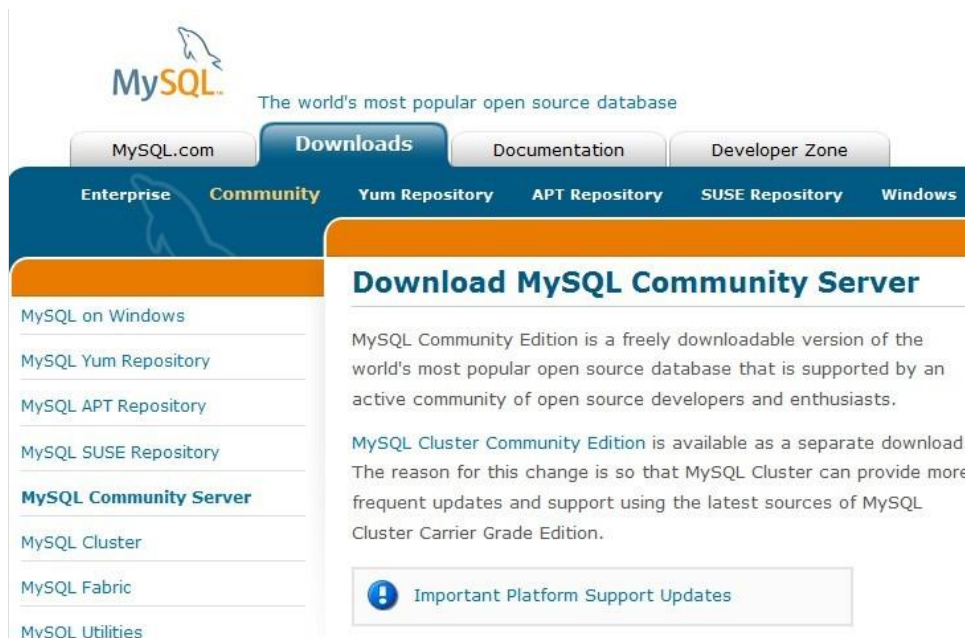 MySQL™
The world's most popular open source database
MySQL.com Downloads Documentation Developer Zone
Enterprise Community Yum Repository APT Repository SUSE Repository Windows
MySQL on Windows
MySQL Yum Repository
MySQL APT Repository
MySQL SUSE Repository
MySQL Community Server
MySQL Cluster
MySQL Fabric
MySQL Utilities
Download MySQL Community Server
MySQL Community Edition is a freely downloadable version of the
world's most popular open source database that is supported by an
active community of open source developers and enthusiasts.
MySQL Cluster Community Edition is available as a separate download
The reason for this change is so that MySQL Cluster can provide more
frequent updates and support using the latest sources of MySQL
Cluster Carrier Grade Edition.
Important Platform Support Updates